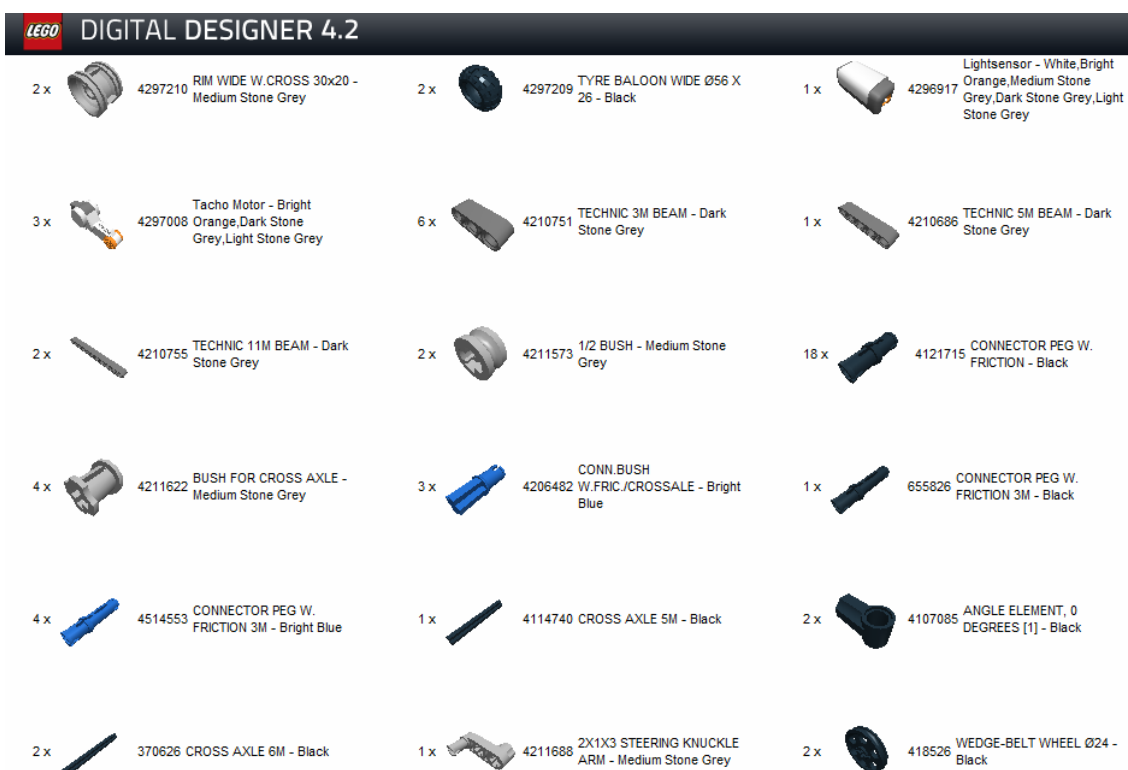 LEGO DIGITAL DESIGNER 4.2
2 x 4297210 RIM WIDE W.CROSS 30x20 -
Medium Stone Grey
2 x 4297209 TYRE BALOON WIDE Ø56 X
26 - Black
1 x 4296917 Lightsensor - White,Bright
Orange,Medium Stone
Grey,Dark Stone Grey,Light
Stone Grey
3 x 4297008 Tacho Motor - Bright
Orange,Dark Stone
Grey,Light Stone Grey
6 x 4210751 TECHNIC 3M BEAM - Dark
Stone Grey
1 x 4210686 TECHNIC 5M BEAM - Dark
Stone Grey
2 x 4210755 TECHNIC 11M BEAM - Dark
Stone Grey
2 x 4211573 1/2 BUSH - Medium Stone
Grey
18 x 4121715 CONNECTOR PEG W.
FRICTION - Black
4 x 4211622 BUSH FOR CROSS AXLE -
Medium Stone Grey
3 x 4206482 CONN.BUSH
W.FRIC./CROSSALE - Bright
Blue
1 x 655826 CONNECTOR PEG W.
FRICTION 3M - Black
4 x 4514553 CONNECTOR PEG W.
FRICTION 3M - Bright Blue
1 x 4114740 CROSS AXLE 5M - Black
2 x 4107085 ANGLE ELEMENT, 0
DEGREES [1] - Black
2 x 370626 CROSS AXLE 6M - Black
1 x 4211688 2X1X3 STEERING KNUCKLE
ARM - Medium Stone Grey
2 x 418526 WEDGE-BELT WHEEL Ø24 -
Black